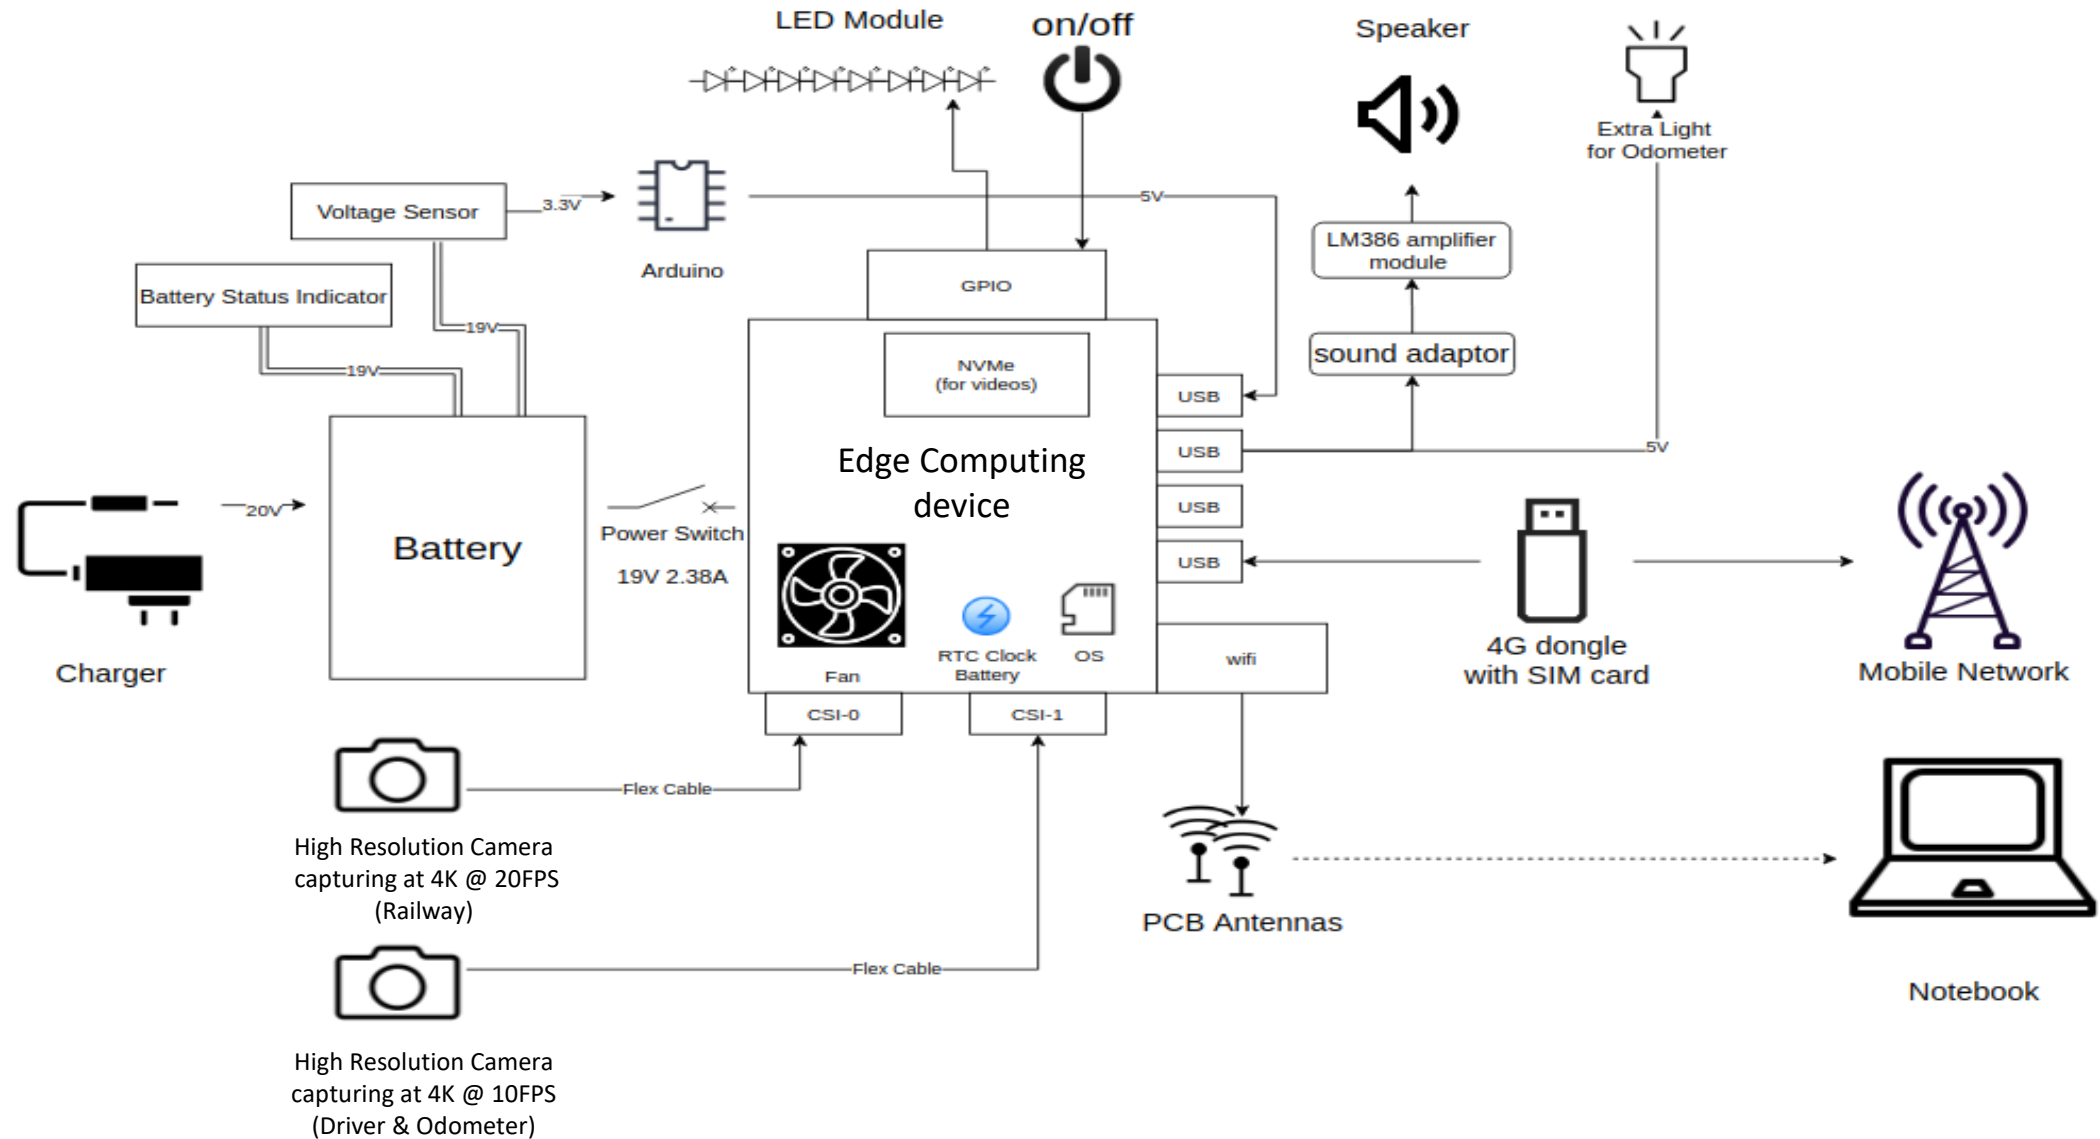 LED Module
on/off
Speaker
Extra Light
for Odometer
Voltage Sensor
3.3V
Arduino
5V
LM386 amplifier
module
Battery Status Indicator
GPIO
19V
19V
sound adaptor
NVMe
(for videos)
USB
USB
5V
Edge Computing
device
USB
USB
20V
Battery
Power Switch
19V 2.38A
Charger
Fan
RTC Clock
Battery
OS
wifi
4G dongle
with SIM card
Mobile Network
CSI-0
CSI-1
Flex Cable
High Resolution Camera
capturing at 4K @ 20FPS
(Railway)
PCB Antennas
Flex Cable
Notebook
High Resolution Camera
capturing at 4K @ 10FPS
(Driver & Odometer)